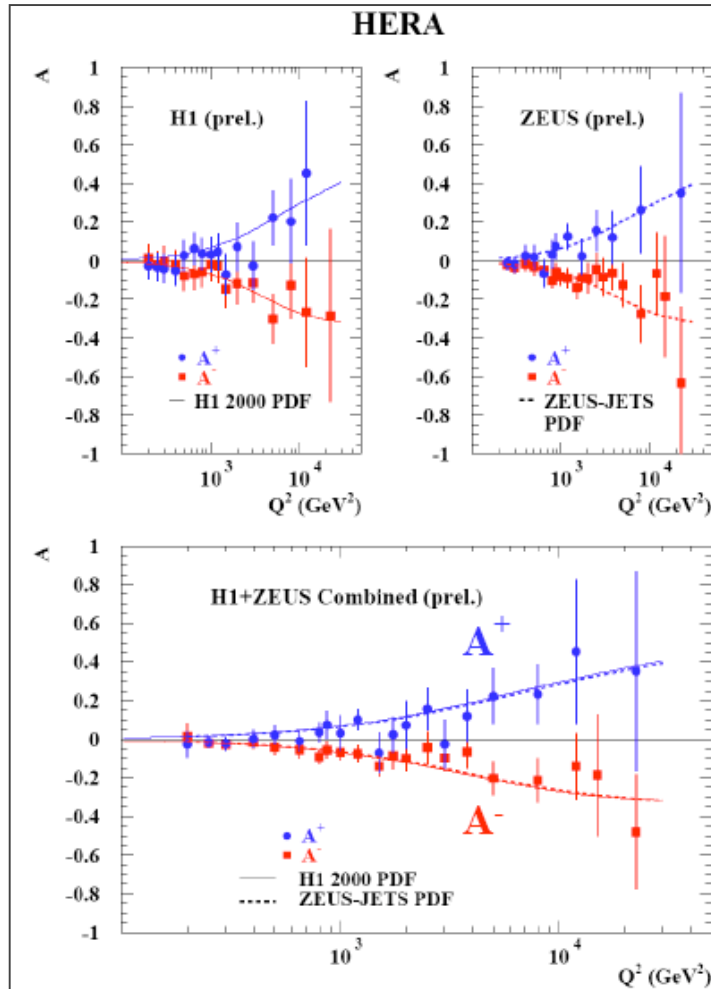 HERA
A
1
0.8
0.6
0.4
0.2
0
-0.2
-0.4
-0.6
-0.8
-1
H1 (prel.)
A+
A-
H1 2000 PDF
10^3
10^4
Q^2 (GeV^2)
A
1
0.8
0.6
0.4
0.2
0
-0.2
-0.4
-0.6
-0.8
-1
ZEUS (prel.)
A+
A-
ZEUS-JETS
PDF
10^3
10^4
Q^2 (GeV^2)
A
1
0.8
0.6
0.4
0.2
0
-0.2
-0.4
-0.6
-0.8
-1
H1+ZEUS Combined (prel.)
A+
A-
A+
A-
H1 2000 PDF
ZEUS-JETS PDF
10^3
10^4
Q^2 (GeV^2)